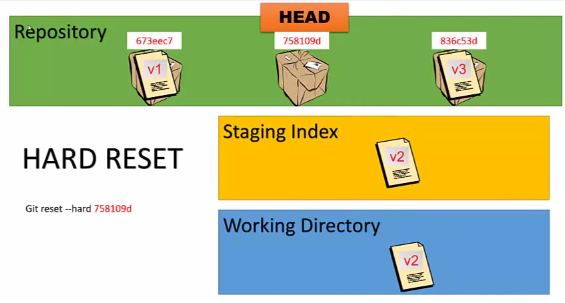 HEAD
Repository
673eec7
758109d
836c53d
v1
v3
Staging Index
v2
HARD RESET
Git reset --hard 758109d
Working Directory
v2